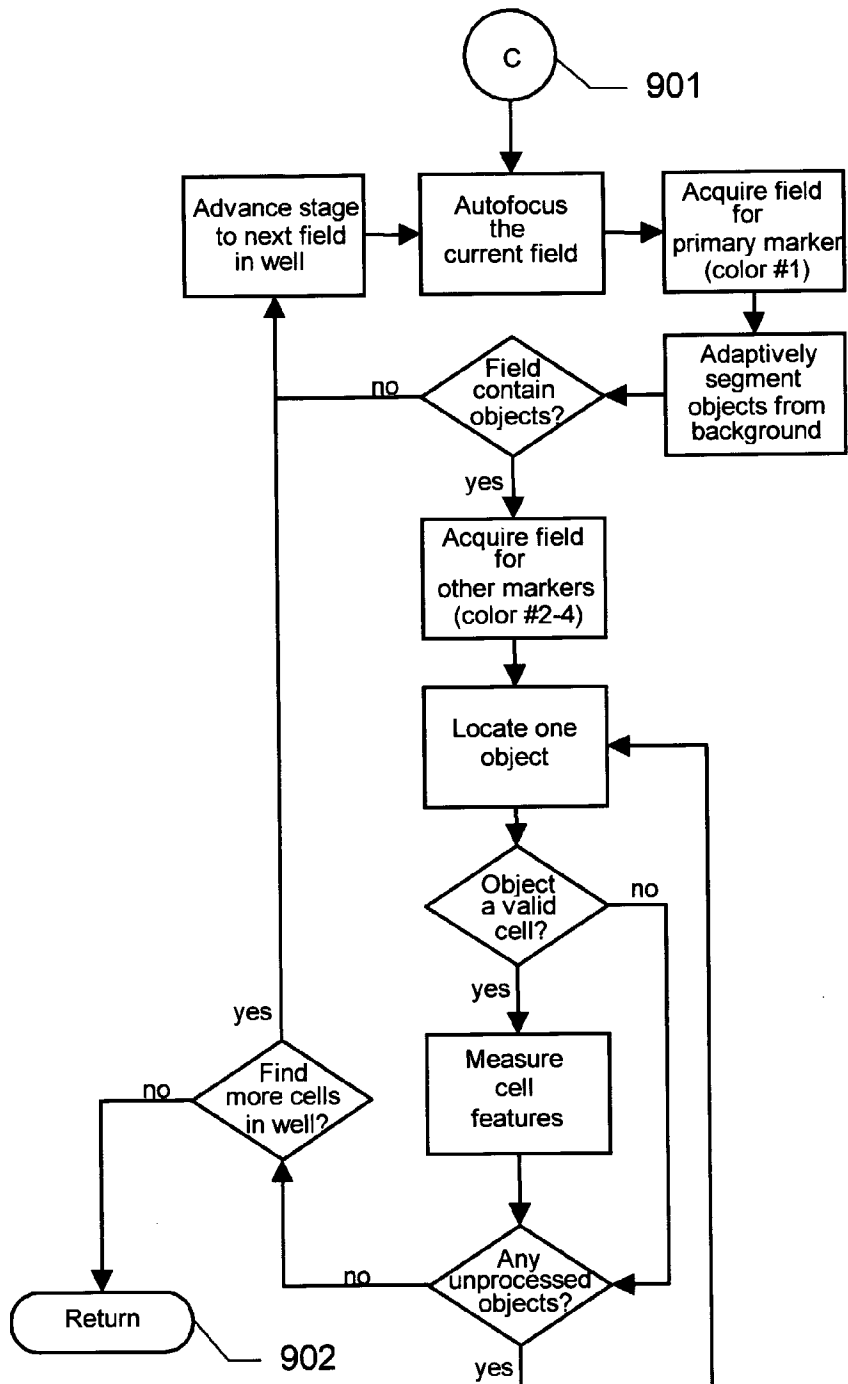 C
901
Advance stage
to next field
in well
Autofocus
the
current field
Acquire field
for
primary marker
(color #1)
Adaptively
segment
objects from
background
Field
contain
objects?
no
yes
Acquire field
for
other markers
(color #2-4)
Locate one
object
Object
a valid
cell?
no
yes
Measure
cell
features
Any
unprocessed
objects?
no
yes
Find
more cells
in well?
yes
no
Return
902